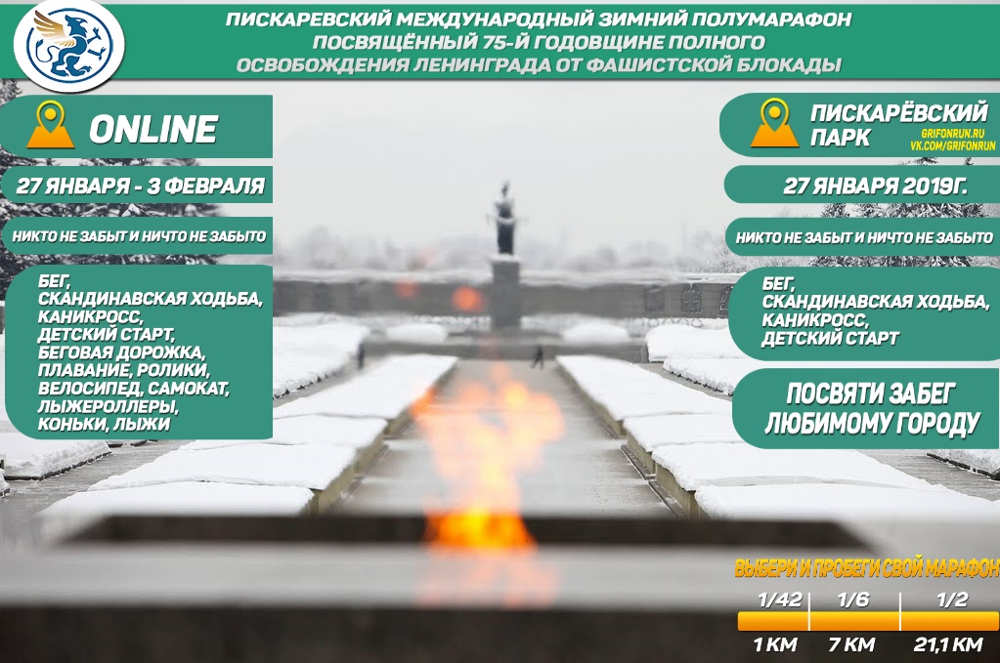 ПИСКАРЕВСКИЙ МЕЖДУНАРОДНЫЙ ЗИМНИЙ ПОЛУМАРАФОН
ПОСВЯЩЁННЫЙ 75-Й ГОДОВЩИНЕ ПОЛНОГО
ОСВОБОЖДЕНИЯ ЛЕНИНГРАДА ОТ ФАШИСТСКОЙ БЛОКАДЫ
ONLINE
27 ЯНВАРЯ - 3 ФЕВРАЛЯ
НИКТО НЕ ЗАБЫТ И НИЧТО НЕ ЗАБЫТО
БЕГ,
СКАНДИНАВСКАЯ ХОДЬБА,
КАНИКРОСС,
ДЕТСКИЙ СТАРТ,
БЕГОВАЯ ДОРОЖКА,
ПЛАВАНИЕ, РОЛИКИ,
ВЕЛОСИПЕД, САМОКАТ,
ЛЫЖЕРОЛЛЕРЫ,
КОНЬКИ, ЛЫЖИ
ПИСКАРЁВСКИЙ
ПАРК
GRIFONRUN.RU
VK.COM/GRIFONRUN
27 ЯНВАРЯ 2019Г.
НИКТО НЕ ЗАБЫТ И НИЧТО НЕ ЗАБЫТО
БЕГ,
СКАНДИНАВСКАЯ ХОДЬБА,
КАНИКРОСС,
ДЕТСКИЙ СТАРТ
ПОСВЯТИ ЗАБЕГ
ЛЮБИМОМУ ГОРОДУ
ВЫБЕРИ И ПРОБЕГИ СВОЙ МАРАФОН
1/42 1/6 1/2
1 КМ 7 КМ 21,1 КМ